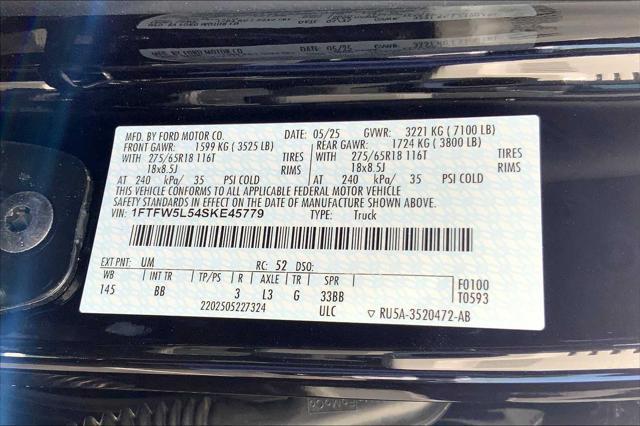 MFD. BY FORD MOTOR CO. DATE: 05/25 GVWR: 3221 KG ( 7100 LB)
FRONT GAWR: 1599 KG ( 3525 LB) REAR GAWR: 1724 KG ( 3800 LB)
WITH 275/65R18 116T TIRES WITH 275/65R18 116T TIRES
18x8.5J RIMS 18x8.5J RIMS
AT 240 kPa/ 35 PSI COLD AT 240 kPa/ 35 PSI COLD
THIS VEHICLE CONFORMS TO ALL APPLICABLE FEDERAL MOTOR VEHICLE
SAFETY STANDARDS IN EFFECT ON THE DATE OF MANUFACTURE SHOWN ABOVE.
VIN: 1FTFW5L54SKE45779 TYPE: Truck
EXT PNT: UM RC: 52 DSO:
WB INT TR TP/PS R AXLE TR SPR F0100
145 BB 3 L3 G 33BB T0593
2202505227324 ULC ▽ RU5A-3520472-AB